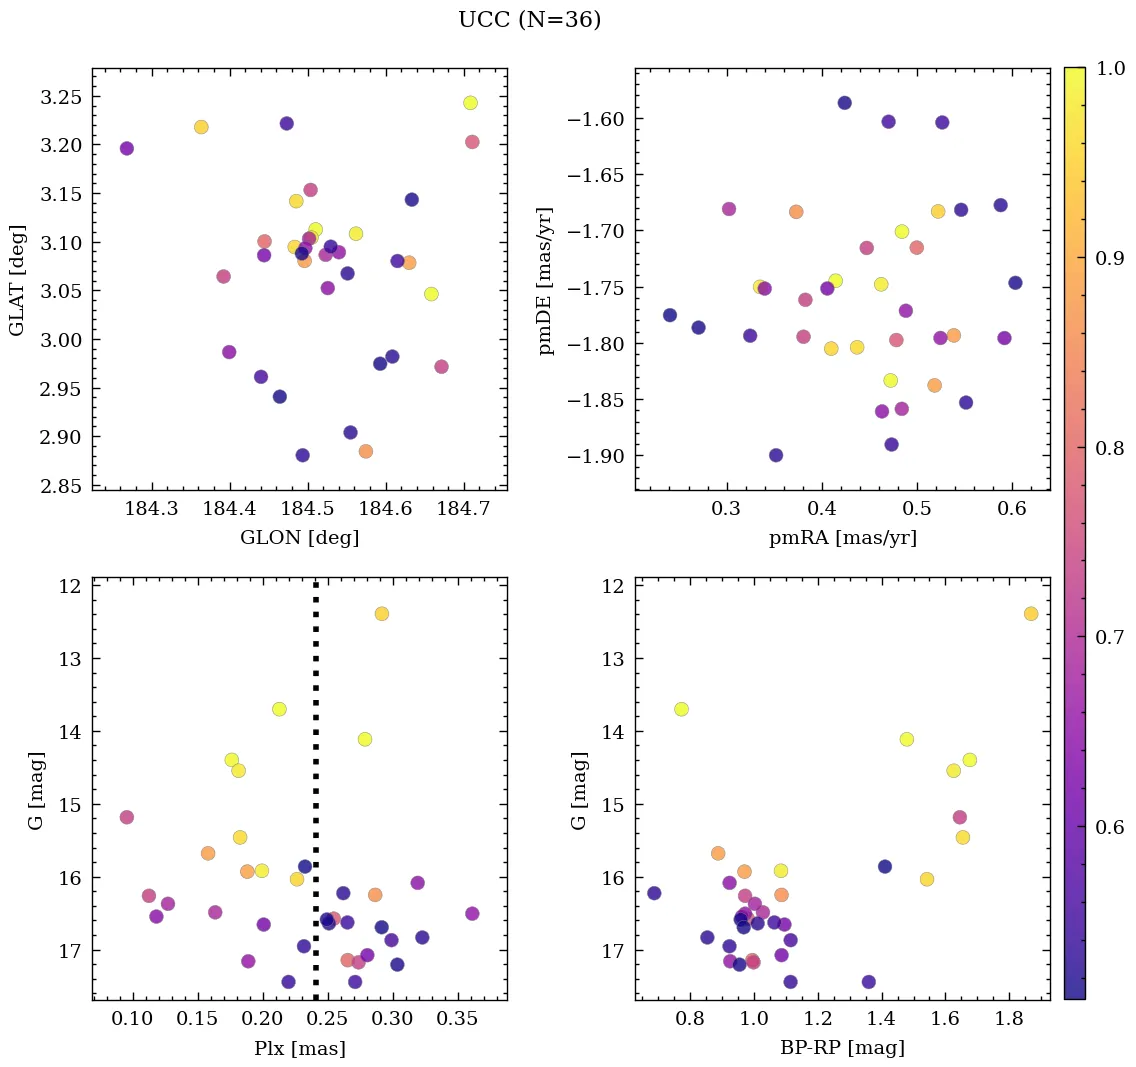 UCC (N=36)
3.25
3.20
3.15
3.10
3.05
3.00
2.95
2.90
2.85
GLAT [deg]
184.3 184.4 184.5 184.6 184.7
GLON [deg]
−1.60
−1.65
−1.70
−1.75
−1.80
−1.85
−1.90
pmDE [mas/yr]
0.3 0.4 0.5 0.6
pmRA [mas/yr]
12
13
14
15
16
17
G [mag]
0.10 0.15 0.20 0.25 0.30 0.35
Plx [mas]
12
13
14
15
16
17
G [mag]
0.8 1.0 1.2 1.4 1.6 1.8
BP-RP [mag]
1.0
0.9
0.8
0.7
0.6